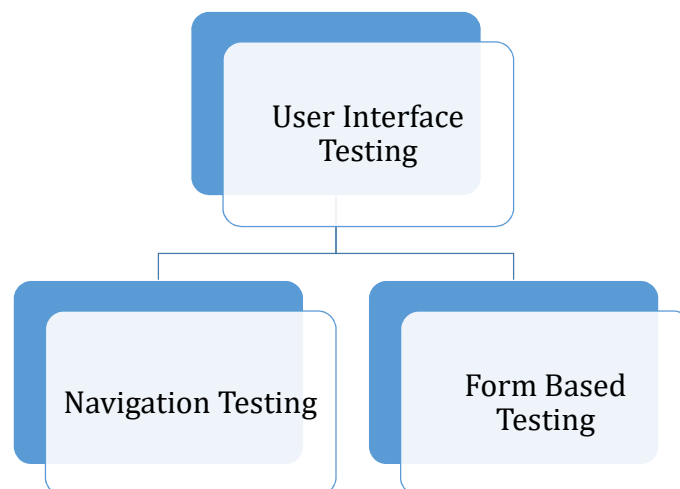 User Interface
Testing
Navigation Testing
Form Based
Testing